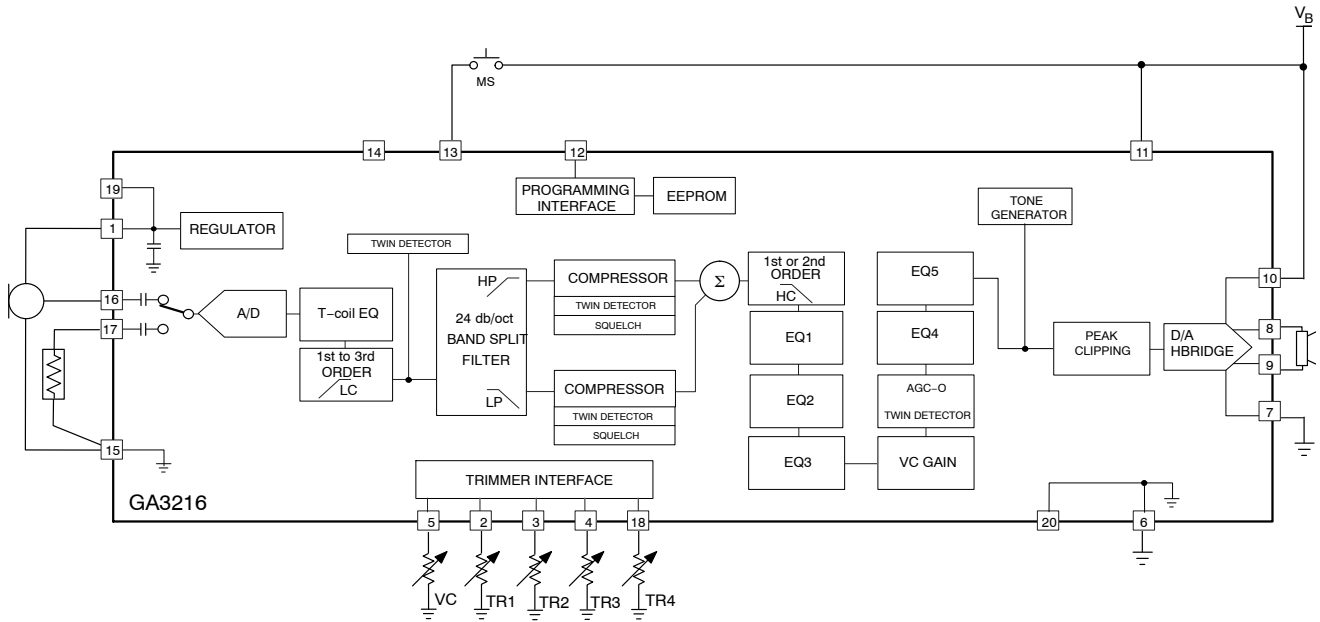 VB
MS
14
13
12
11
19
PROGRAMMING
INTERFACE
EEPROM
TONE
GENERATOR
1
REGULATOR
TWIN DETECTOR
HP
COMPRESSOR
TWIN DETECTOR
SQUELCH
Σ
1st or 2nd
ORDER
HC
EQ5
10
16
A/D
T–coil EQ
24 db/oct
BAND SPLIT
FILTER
EQ1
EQ4
PEAK
CLIPPING
D/A
HBRIDGE
8
17
9
1st to 3rd
ORDER
LC
LP
COMPRESSOR
TWIN DETECTOR
SQUELCH
EQ2
AGC–O
TWIN DETECTOR
7
15
EQ3
VC GAIN
TRIMMER INTERFACE
GA3216
5
2
3
4
18
20
6
VC
TR1
TR2
TR3
TR4